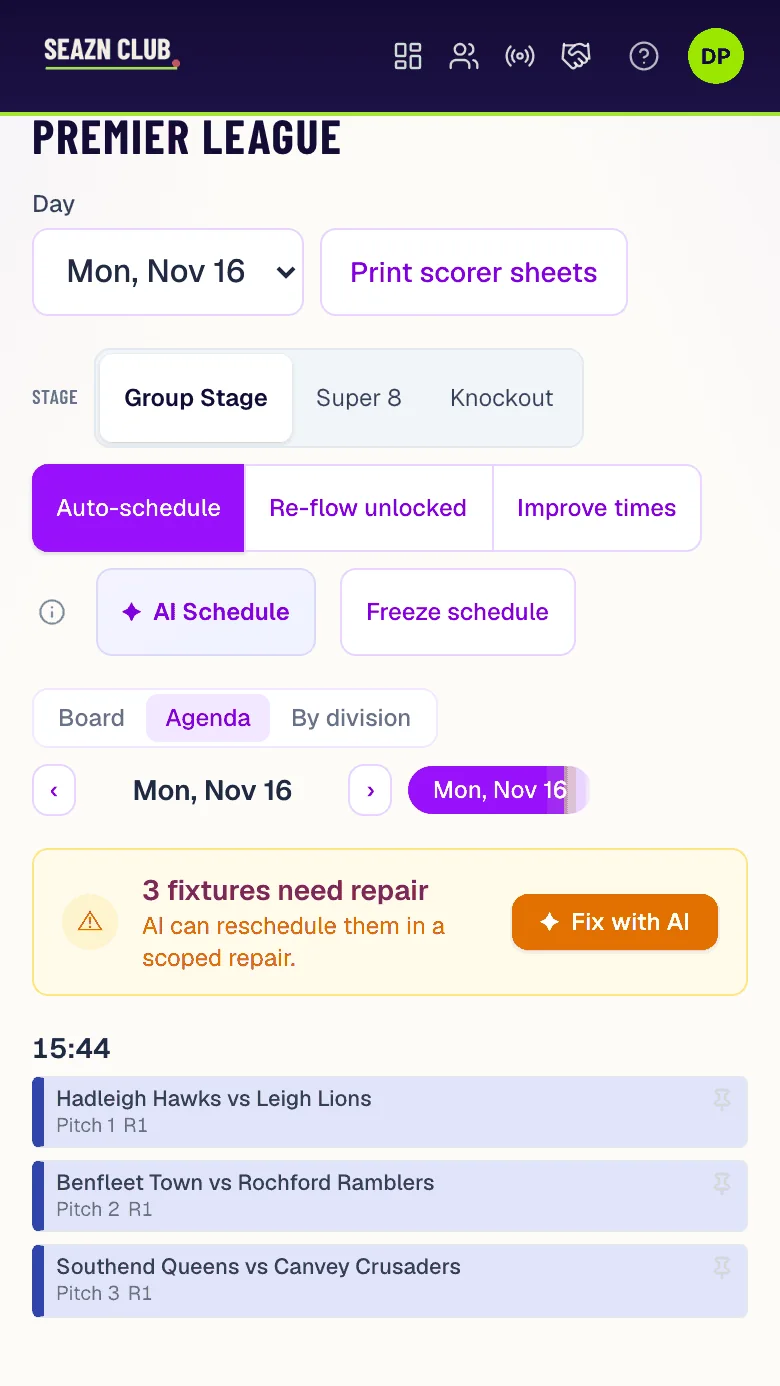 SEAZN CLUB
DP
PREMIER LEAGUE
Day
Mon, Nov 16
Print scorer sheets
STAGE
Group Stage
Super 8
Knockout
Auto-schedule
Re-flow unlocked
Improve times
AI Schedule
Freeze schedule
Board
Agenda
By division
‹
Mon, Nov 16
›
Mon, Nov 16
3 fixtures need repair
AI can reschedule them in a
scoped repair.
Fix with AI
15:44
Hadleigh Hawks vs Leigh Lions
Pitch 1 R1
Benfleet Town vs Rochford Ramblers
Pitch 2 R1
Southend Queens vs Canvey Crusaders
Pitch 3 R1